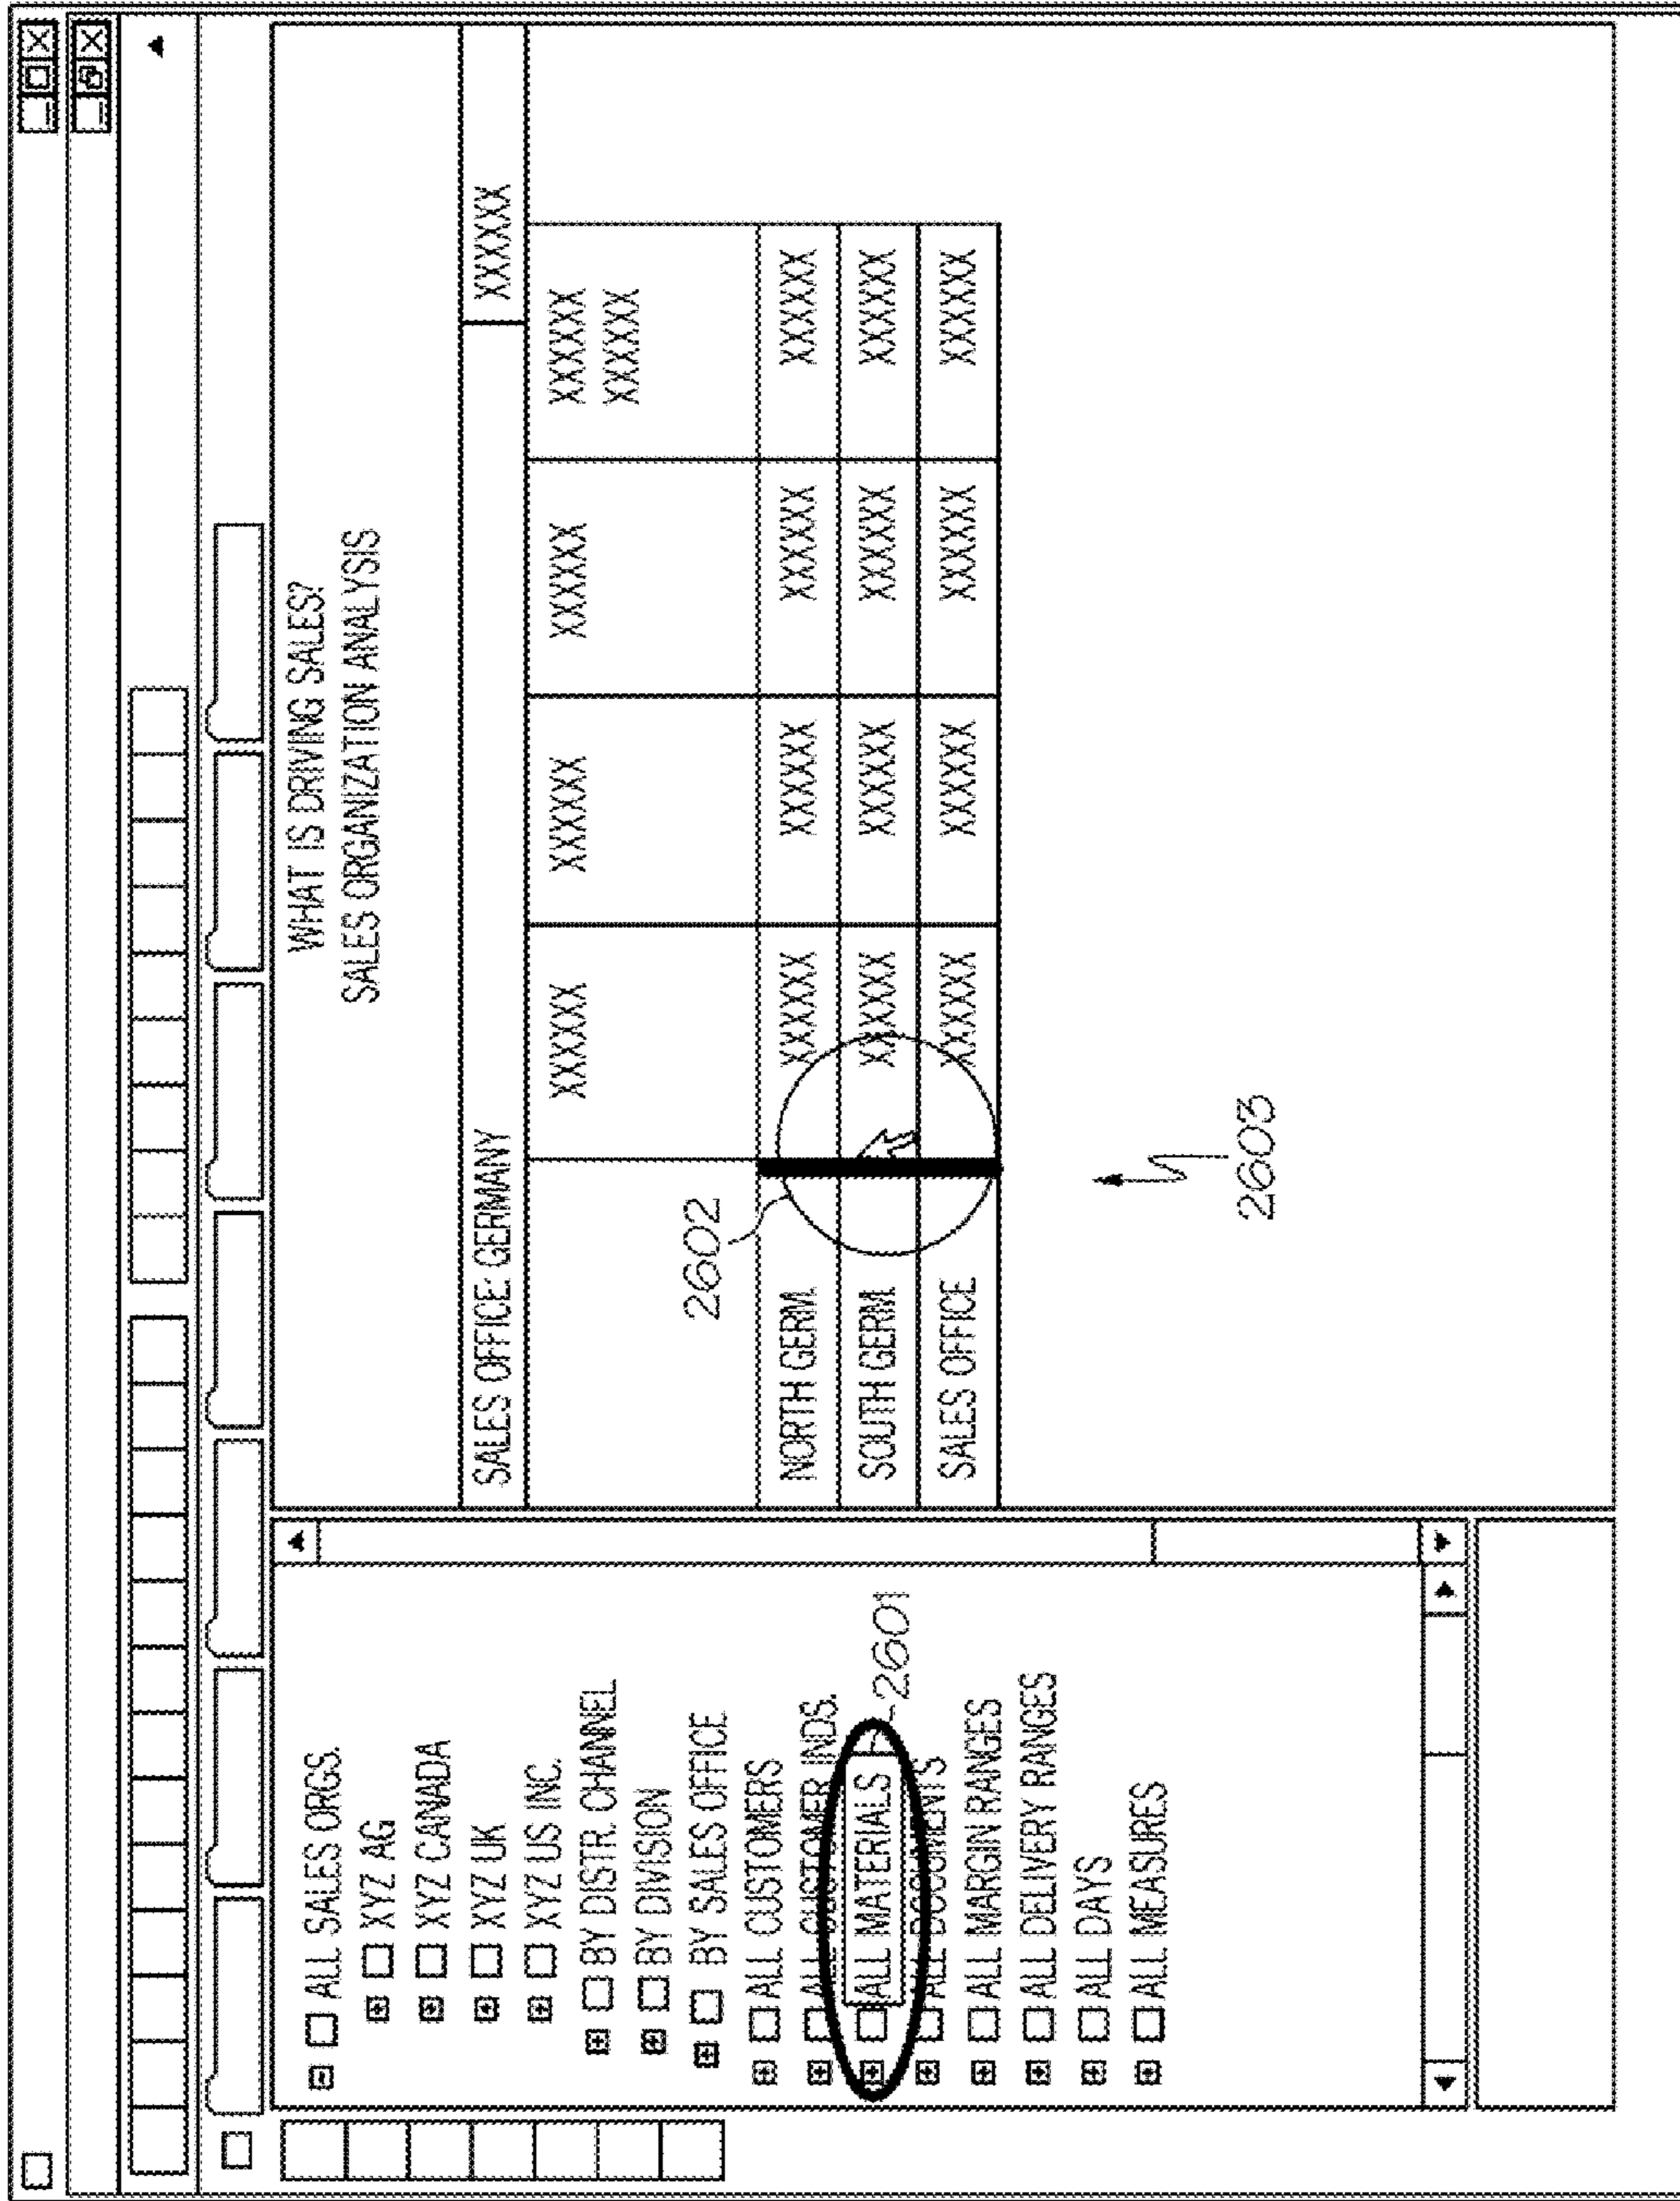 WHAT IS DRIVING SALES?
SALES ORGANIZATION ANALYSIS
ALL SALES ORGS.
XYZ AG
XYZ CANADA
XYZ UK
XYZ US INC.
BY DISTR. CHANNEL
BY DIVISION
BY SALES OFFICE
ALL CUSTOMERS
ALL CUSTOMER INDS.
ALL MATERIALS
ALL DOCUMENTS
ALL MARGIN RANGES
ALL DELIVERY RANGES
ALL DAYS
ALL MEASURES
2601
SALES OFFICE: GERMANY XXXXXX
XXXXXX XXXXXX XXXXXX XXXXXX
XXXXXX
2602
NORTH GERM. XXXXXX XXXXXX XXXXXX XXXXXX
SOUTH GERM. XXXXXX XXXXXX XXXXXX XXXXXX
SALES OFFICE XXXXXX XXXXXX XXXXXX XXXXXX
2603